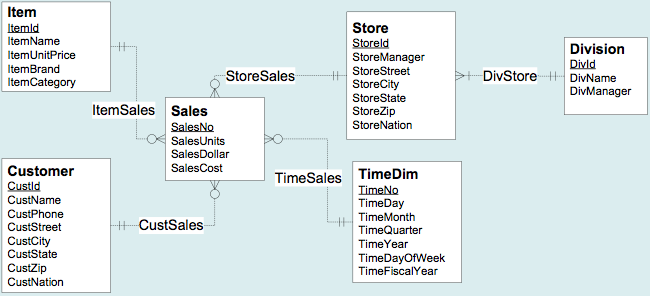 Item
ItemId
ItemName
ItemUnitPrice
ItemBrand
ItemCategory
Store
StoreId
StoreManager
StoreStreet
StoreCity
StoreState
StoreZip
StoreNation
Division
DivId
DivName
DivManager
StoreSales
DivStore
ItemSales
Sales
SalesNo
SalesUnits
SalesDollar
SalesCost
Customer
CustId
CustName
CustPhone
CustStreet
CustCity
CustState
CustZip
CustNation
CustSales
TimeSales
TimeDim
TimeNo
TimeDay
TimeMonth
TimeQuarter
TimeYear
TimeDayOfWeek
TimeFiscalYear